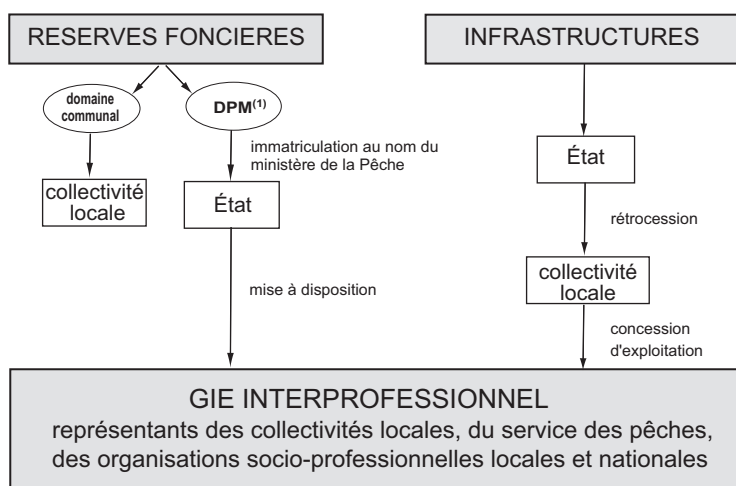 RESERVES FONCIERES
INFRASTRUCTURES
domaine
communal
DPM(1)
immatriculation au nom du
ministère de la Pêche
collectivité
locale
État
État
rétrocession
mise à disposition
collectivité
locale
concession
d'exploitation
GIE INTERPROFESSIONNEL
représentants des collectivités locales, du service des pêches,
des organisations socio-professionnelles locales et nationales